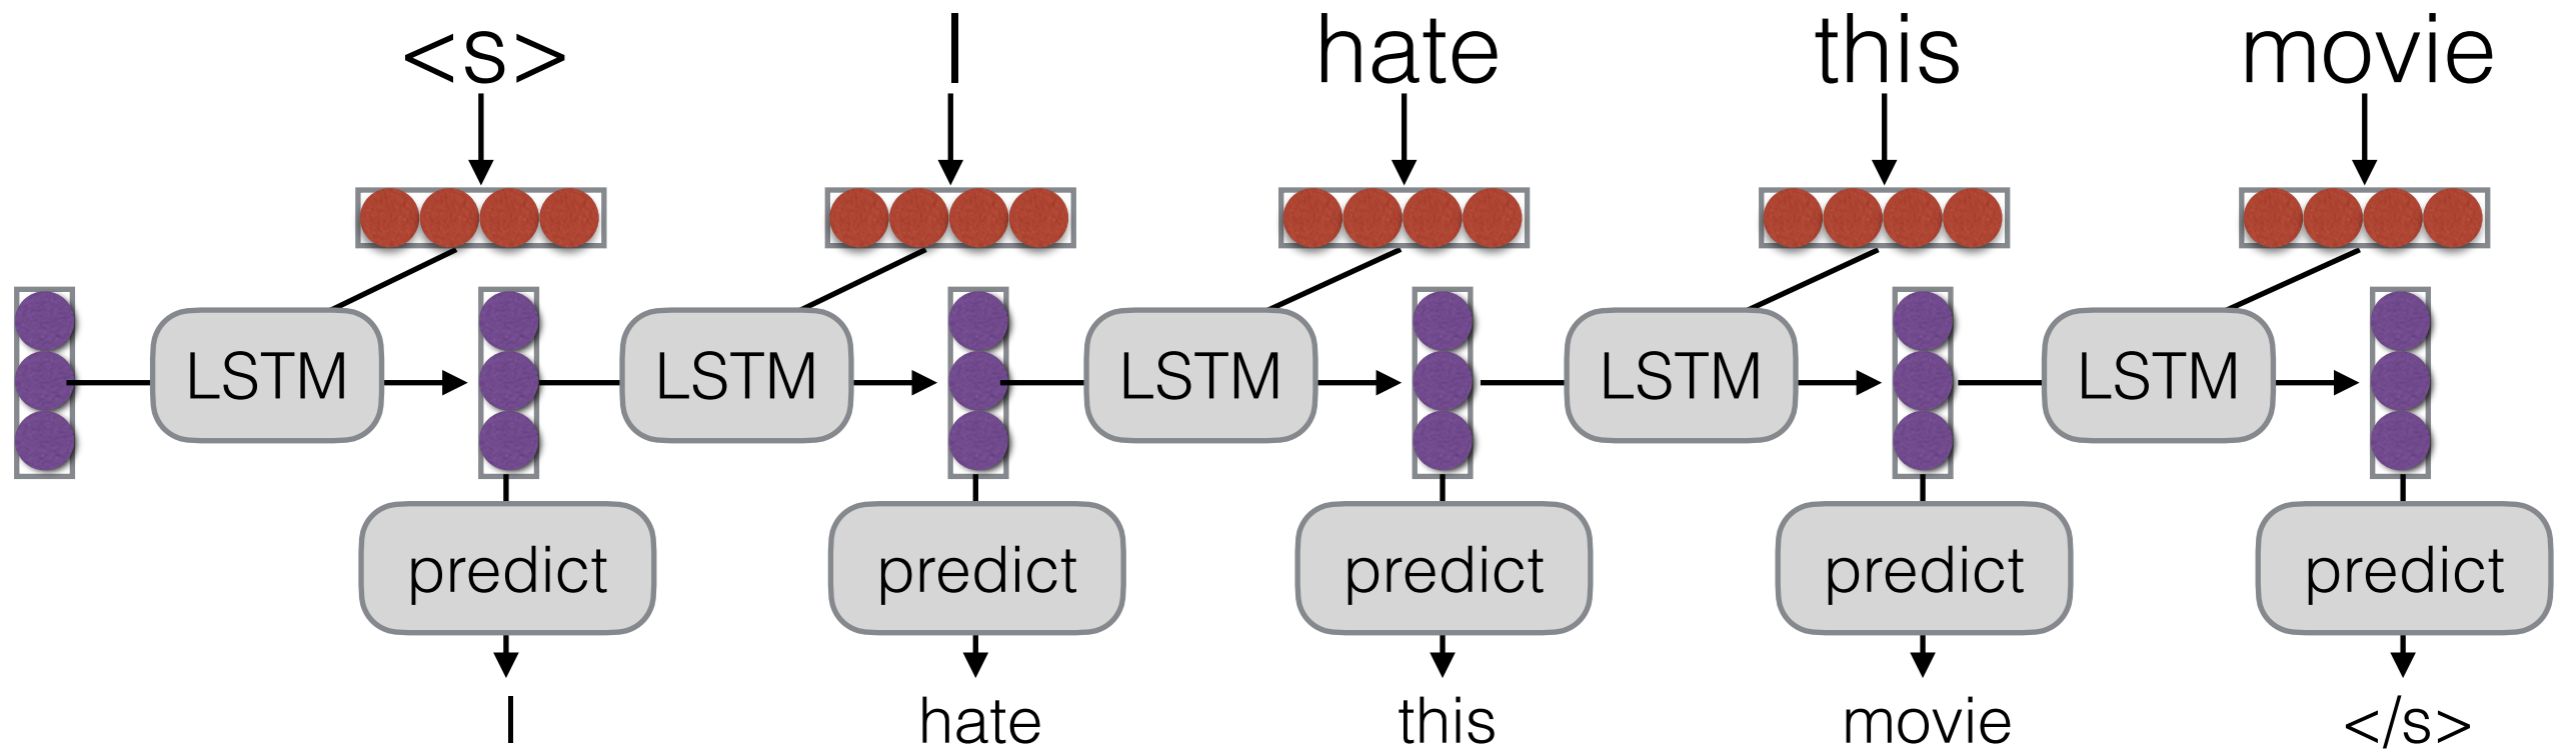 <s> I hate this movie
LSTM LSTM LSTM LSTM LSTM
predict predict predict predict predict
I hate this movie </s>